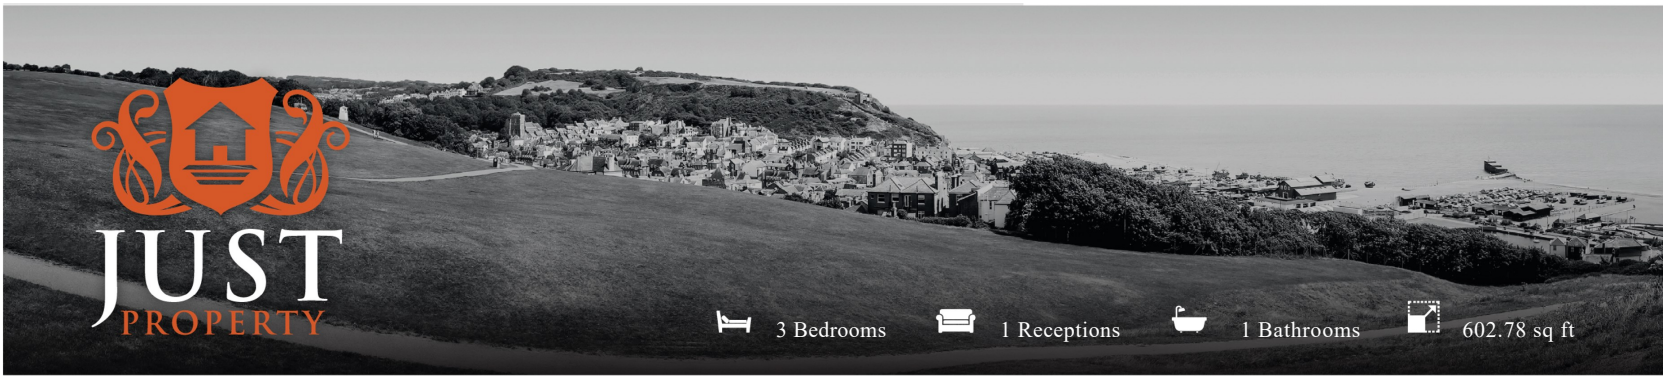 JUST
PROPERTY
3 Bedrooms
1 Receptions
1 Bathrooms
602.78 sq ft